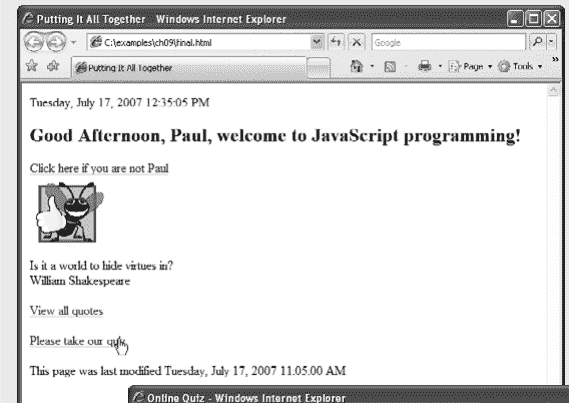 Putting It All Together - Windows Internet Explorer
C:\examples\ch09\final.html
Google
Putting It All Together
Page
Tools
»
Tuesday, July 17, 2007 12:35:05 PM
Good Afternoon, Paul, welcome to JavaScript programming!
Click here if you are not Paul
Is it a world to hide virtues in?
William Shakespeare
View all quotes
Please take our quiz
This page was last modified Tuesday, July 17, 2007 11:05:00 AM
Online Quiz - Windows Internet Explorer